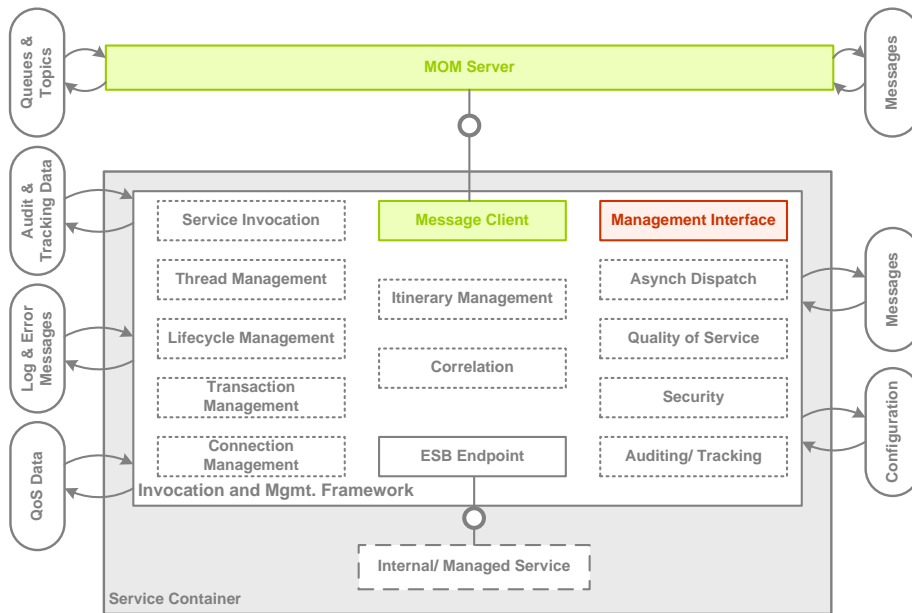 Queues &
Topics
MOM Server
Messages
Audit &
Tracking Data
Service Invocation
Message Client
Management Interface
Thread Management
Itinerary Management
Asynch Dispatch
Messages
Log & Error
Messages
Lifecycle Management
Correlation
Quality of Service
Transaction
Management
Security
Configuration
QoS Data
Connection
Management
ESB Endpoint
Auditing/ Tracking
Invocation and Mgmt. Framework
Internal/ Managed Service
Service Container